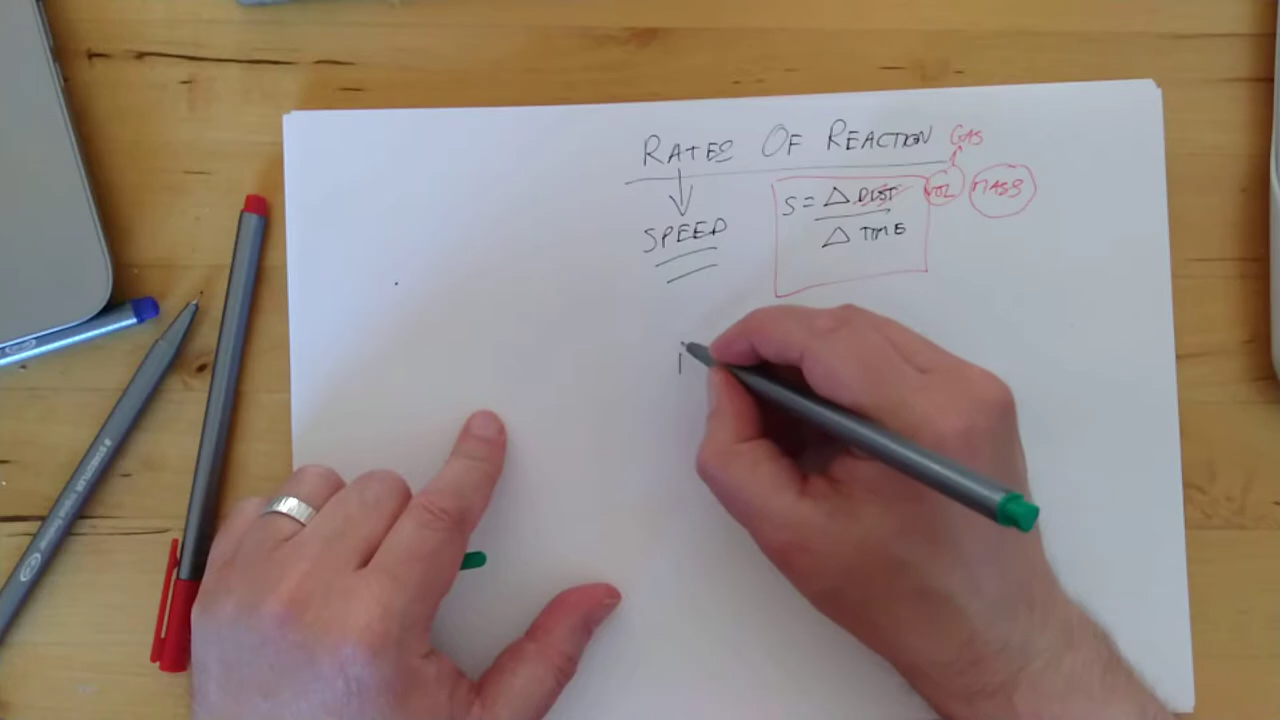 RATES OF REACTION GAS
S = △ DIST VOL MASS
SPEED △ TIME